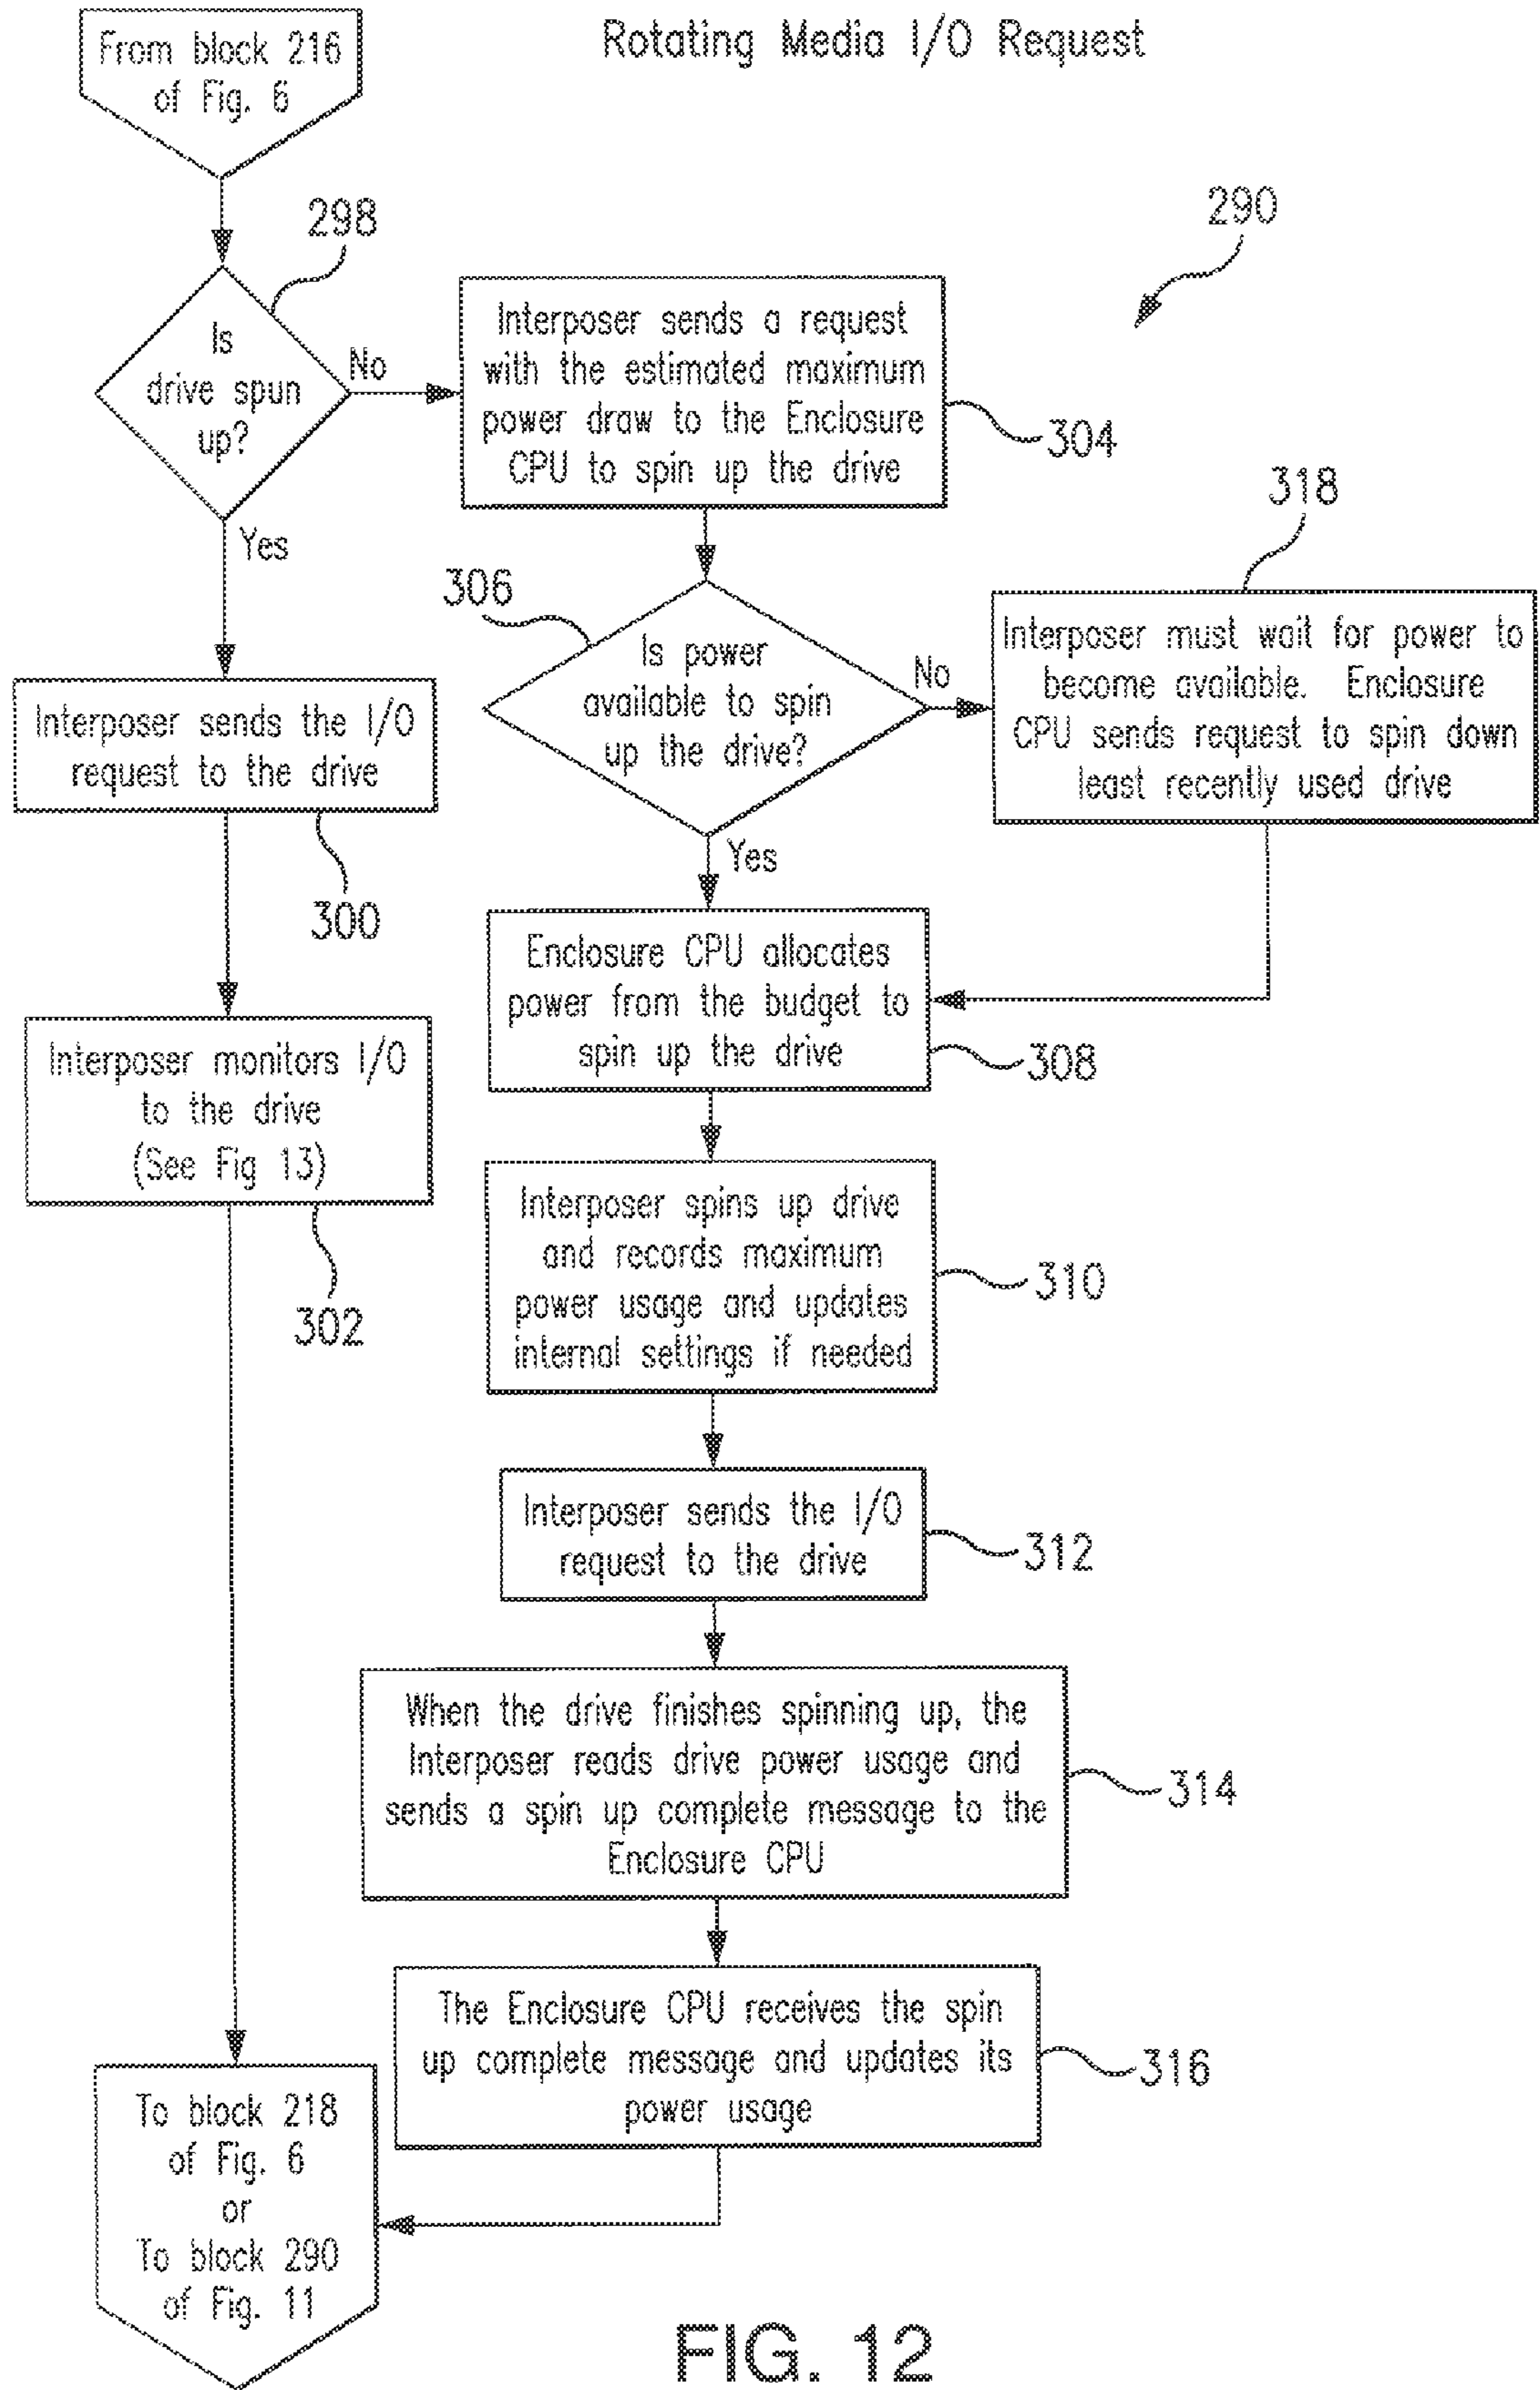 Rotating Media I/O Request
From block 216
of Fig. 6
290
298
Is
drive spun
up?
No
Yes
Interposer sends a request
with the estimated maximum
power draw to the Enclosure
CPU to spin up the drive
304
318
306
Is power
available to spin
up the drive?
No
Yes
Interposer must wait for power to
become available. Enclosure
CPU sends request to spin down
least recently used drive
Interposer sends the I/O
request to the drive
300
Enclosure CPU allocates
power from the budget to
spin up the drive
308
Interposer monitors I/O
to the drive
(See Fig 13)
302
Interposer spins up drive
and records maximum
power usage and updates
internal settings if needed
310
Interposer sends the I/O
request to the drive
312
When the drive finishes spinning up, the
Interposer reads drive power usage and
sends a spin up complete message to the
Enclosure CPU
314
The Enclosure CPU receives the spin
up complete message and updates its
power usage
316
To block 218
of Fig. 6
or
To block 290
of Fig. 11
FIG. 12